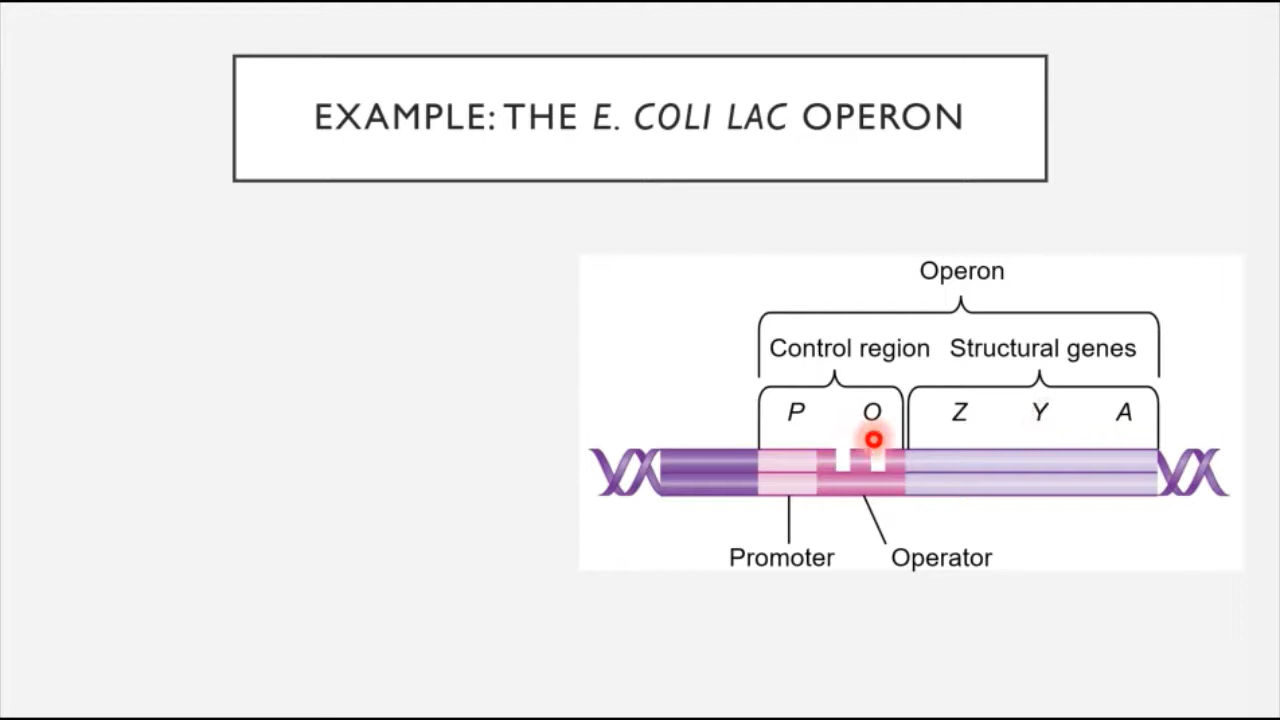 EXAMPLE: THE E. COLI LAC OPERON
Operon
Control region Structural genes
P O Z Y A
Promoter Operator